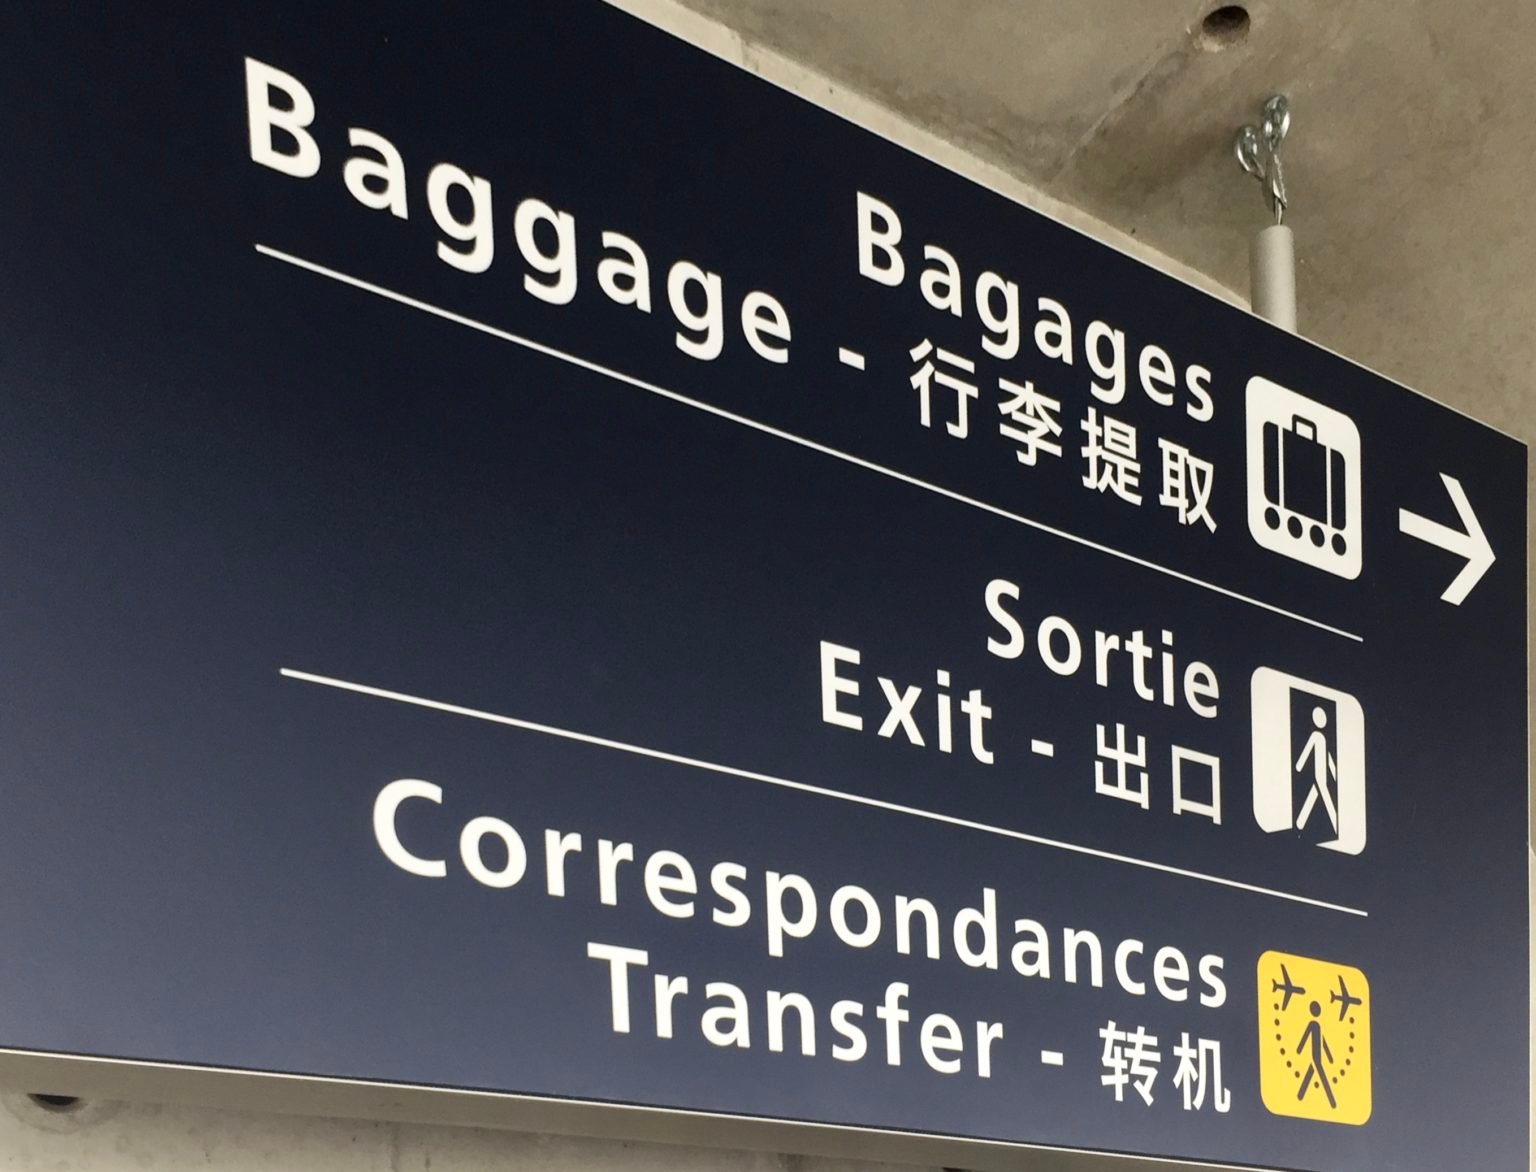 Bagages
Baggage - 行李提取
Sortie
Exit - 出口
Correspondances
Transfer - 转机